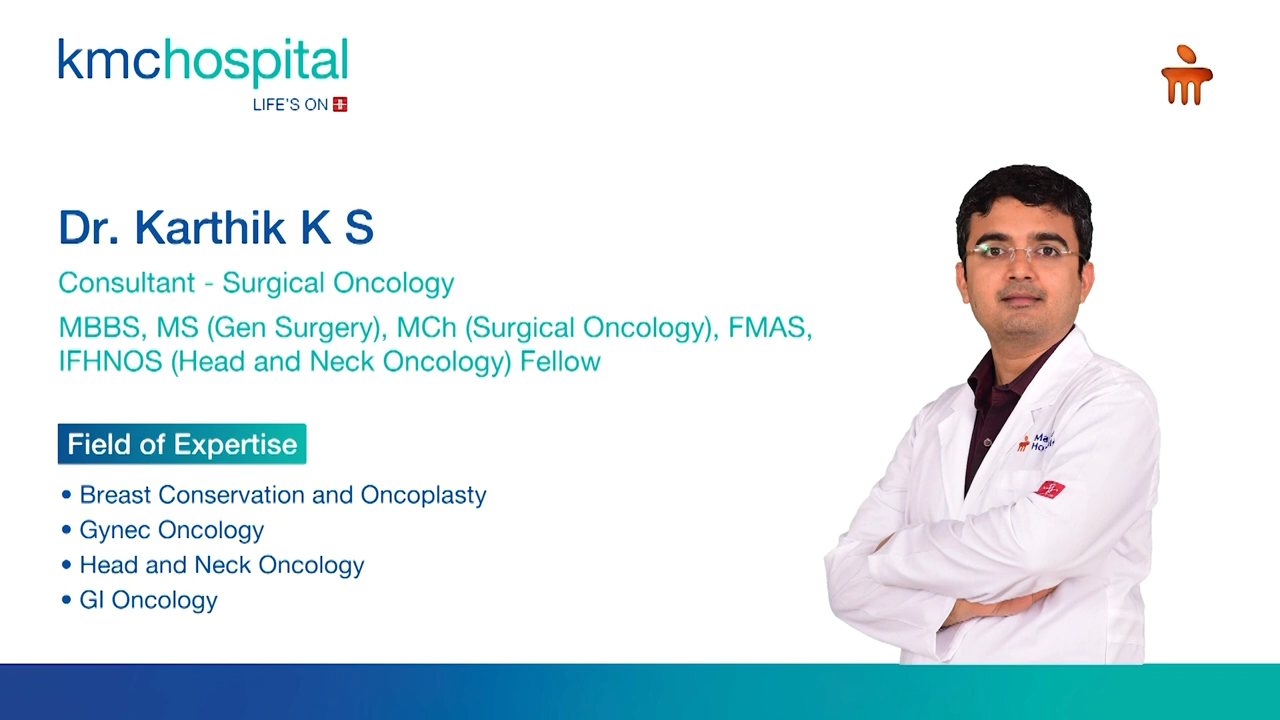 kmchospital
LIFE'S ON
Dr. Karthik K S
Consultant - Surgical Oncology
MBBS, MS (Gen Surgery), MCh (Surgical Oncology), FMAS,
IFHNOS (Head and Neck Oncology) Fellow
Field of Expertise
• Breast Conservation and Oncoplasty
• Gynec Oncology
• Head and Neck Oncology
• GI Oncology